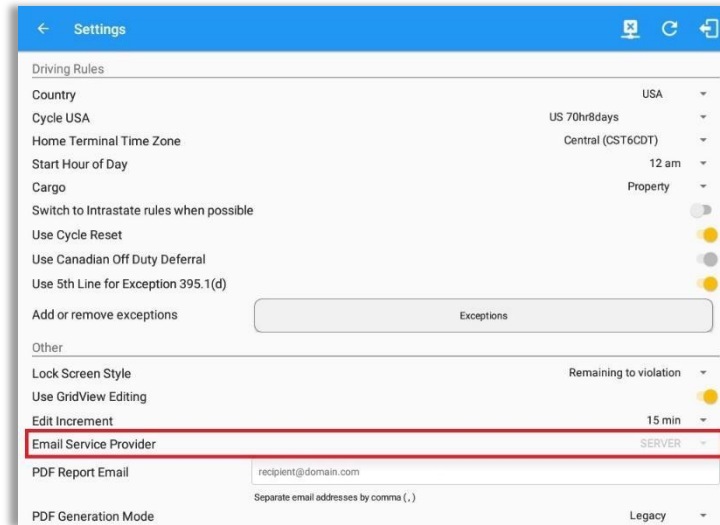 Settings
Driving Rules
Country USA
Cycle USA US 70hr8days
Home Terminal Time Zone Central (CST6CDT)
Start Hour of Day 12 am
Cargo Property
Switch to Intrastate rules when possible
Use Cycle Reset
Use Canadian Off Duty Deferral
Use 5th Line for Exception 395.1(d)
Add or remove exceptions Exceptions
Other
Lock Screen Style Remaining to violation
Use GridView Editing
Edit Increment 15 min
Email Service Provider SERVER
PDF Report Email recipient@domain.com
Separate email addresses by comma ( , )
PDF Generation Mode Legacy